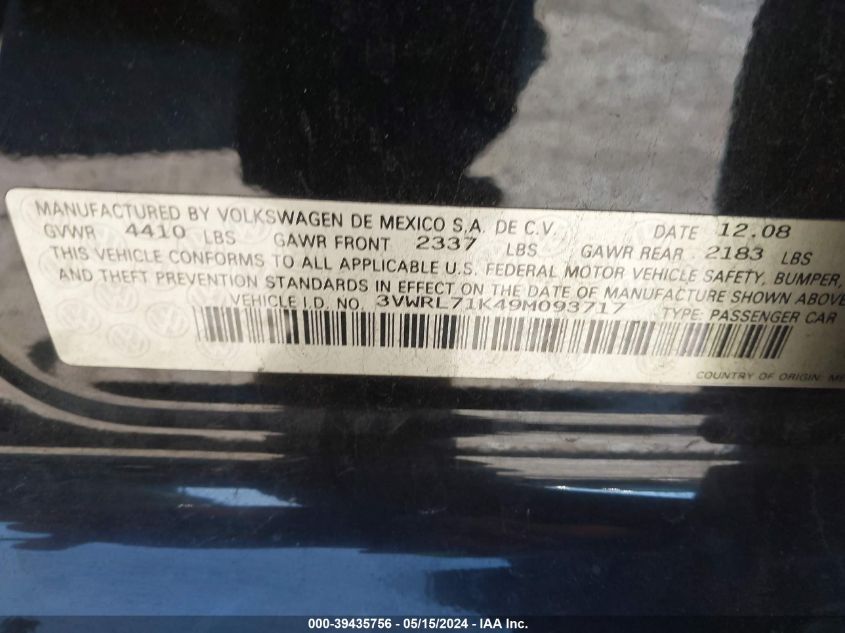 MANUFACTURED BY VOLKSWAGEN DE MEXICO S.A. DE C.V. DATE 12.08
GVWR 4410 LBS GAWR FRONT 2337 LBS GAWR REAR 2183 LBS
THIS VEHICLE CONFORMS TO ALL APPLICABLE U.S. FEDERAL MOTOR VEHICLE SAFETY, BUMPER,
AND THEFT PREVENTION STANDARDS IN EFFECT ON THE DATE OF MANUFACTURE SHOWN ABOVE
VEHICLE I.D. NO. 3VWRL71K49M093717 TYPE: PASSENGER CAR
COUNTRY OF ORIGIN:
000-39435756 - 05/15/2024 - IAA Inc.